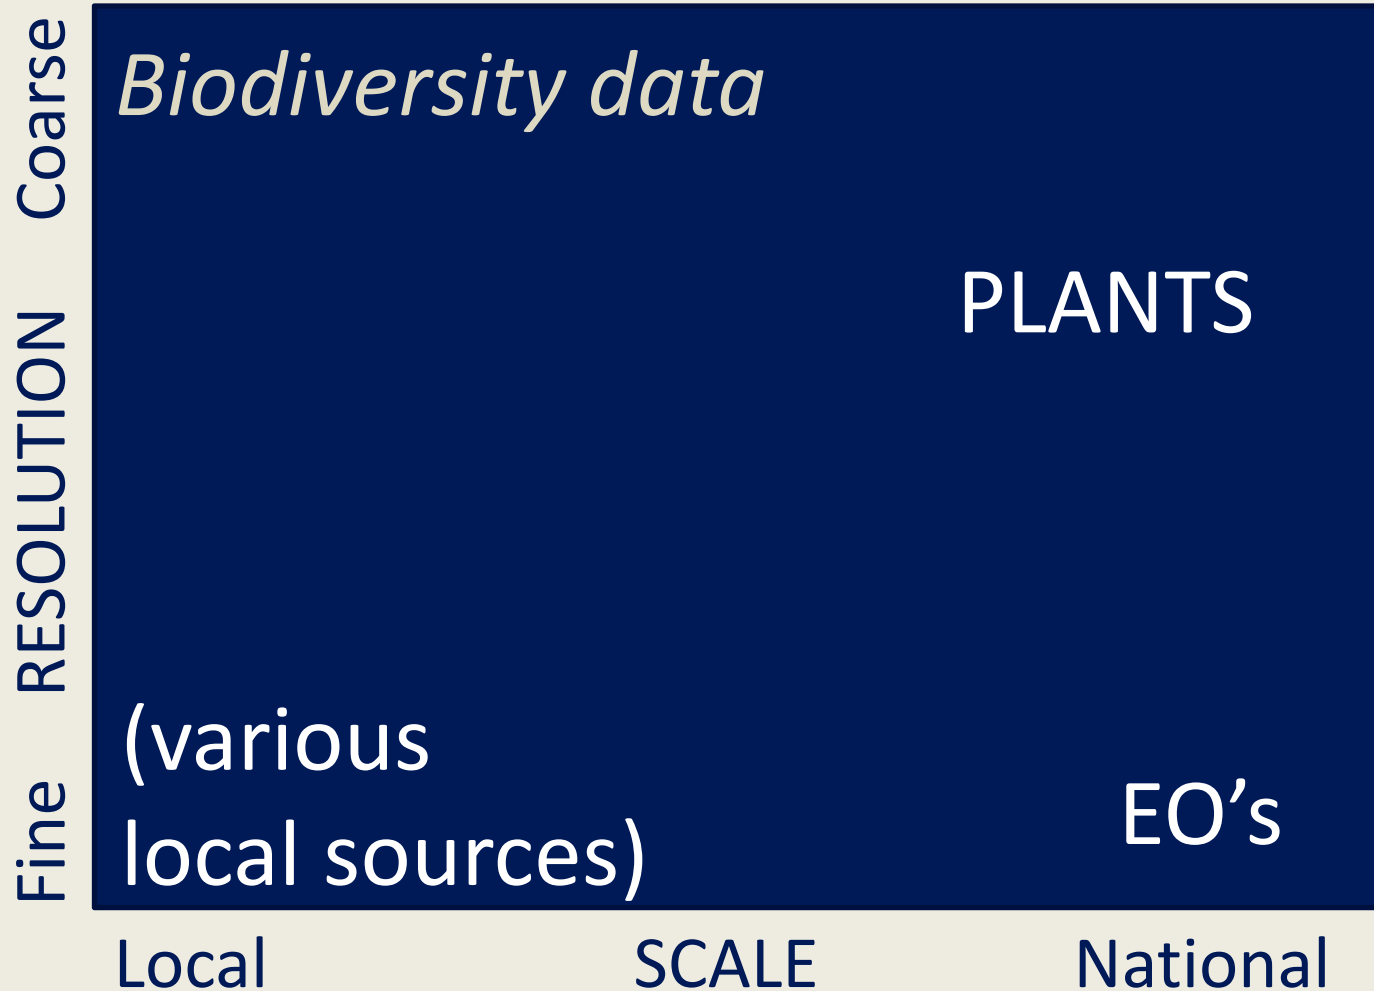 Biodiversity data
PLANTS
(various
local sources)
EO’s
Coarse
RESOLUTION
Fine
Local
SCALE
National